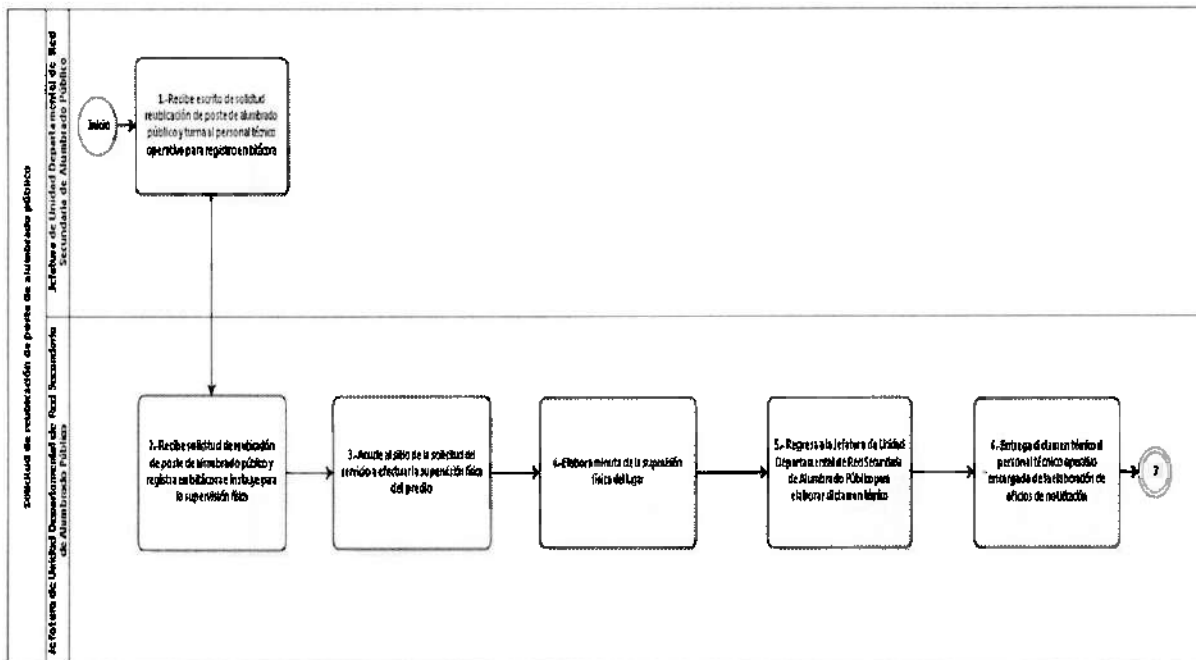 Solicitud de reubicación de poste de alumbrado público
Jefatura de Unidad Departamental de Red
Secundaria de Alumbrado Público
Inicio
1.-Recibe escrito de solicitud
reubicación de poste de alumbrado
público y turna al personal técnico
operativo para registro en bitácora
Jefatura de Unidad Departamental de Red Secundaria
de Alumbrado Público
2.-Recibe solicitud de reubicación
de poste de alumbrado público y
registra en bitácora e instruye para
la supervisión físico
3.-Acude al sitio de la solicitud del
servicio a efectuar la supervisión física
del predio
4.-Elabora minuta de la supervisión
física del lugar
5.- Regresa a la Jefatura de Unidad
Departamental de Red Secundaria
de Alumbrado Público para
elaborar dictamen técnico
6.-Entrega dictamen técnico al
personal técnico operativo
encargado de la elaboración de
oficios de notificación
7